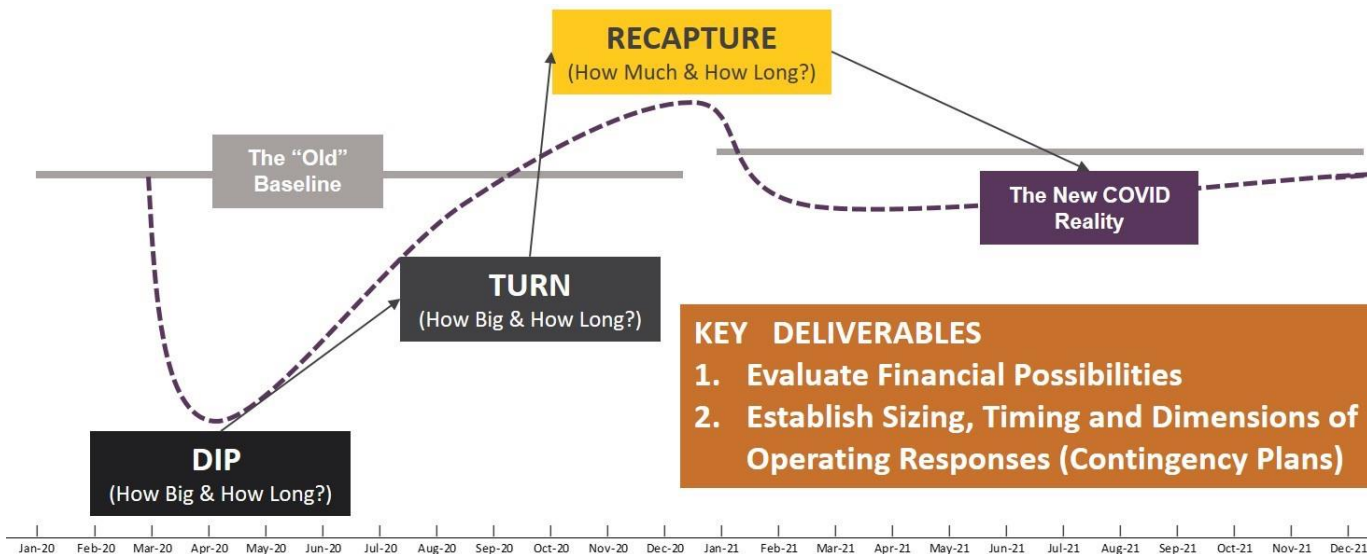 RECAPTURE
(How Much & How Long?)
The “Old”
Baseline
The New COVID
Reality
TURN
(How Big & How Long?)
KEY DELIVERABLES
1. Evaluate Financial Possibilities
2. Establish Sizing, Timing and Dimensions of
Operating Responses (Contingency Plans)
DIP
(How Big & How Long?)
Jan-20 Feb-20 Mar-20 Apr-20 May-20 Jun-20 Jul-20 Aug-20 Sep-20 Oct-20 Nov-20 Dec-20 Jan-21 Feb-21 Mar-21 Apr-21 May-21 Jun-21 Jul-21 Aug-21 Sep-21 Oct-21 Nov-21 Dec-21